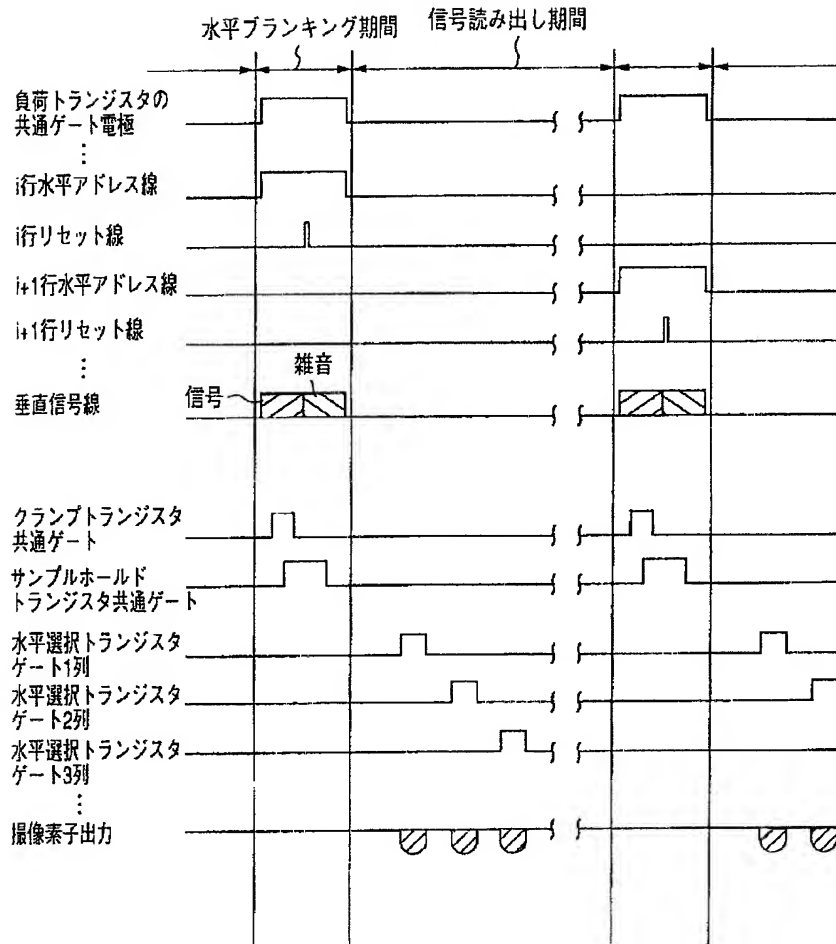 水平ブランキング期間
信号読み出し期間
負荷トランジスタの
共通ゲート電極
⋮
i行水平アドレス線
i行リセット線
i+1行水平アドレス線
i+1行リセット線
⋮
雑音
信号
垂直信号線
クランプトランジスタ
共通ゲート
サンプルホールド
トランジスタ共通ゲート
水平選択トランジスタ
ゲート1列
水平選択トランジスタ
ゲート2列
水平選択トランジスタ
ゲート3列
⋮
撮像素子出力